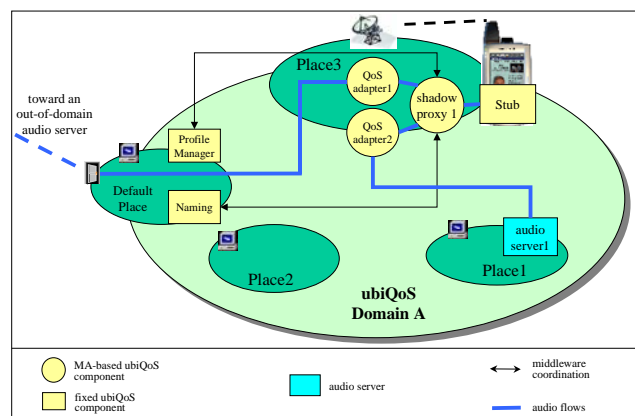 Place3
QoS
adapter1
shadow
proxy 1
Stub
QoS
adapter2
toward an
out-of-domain
audio server
Profile
Manager
Default
Place
Naming
Place2
audio
server1
Place1
ubiQoS
Domain A
MA-based ubiQoS
component
fixed ubiQoS
component
audio server
middleware
coordination
audio flows